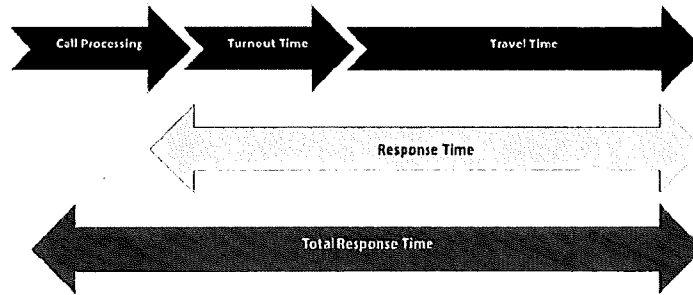 Call Processing
Turnout Time
Travel Time
Response Time
Total Response Time